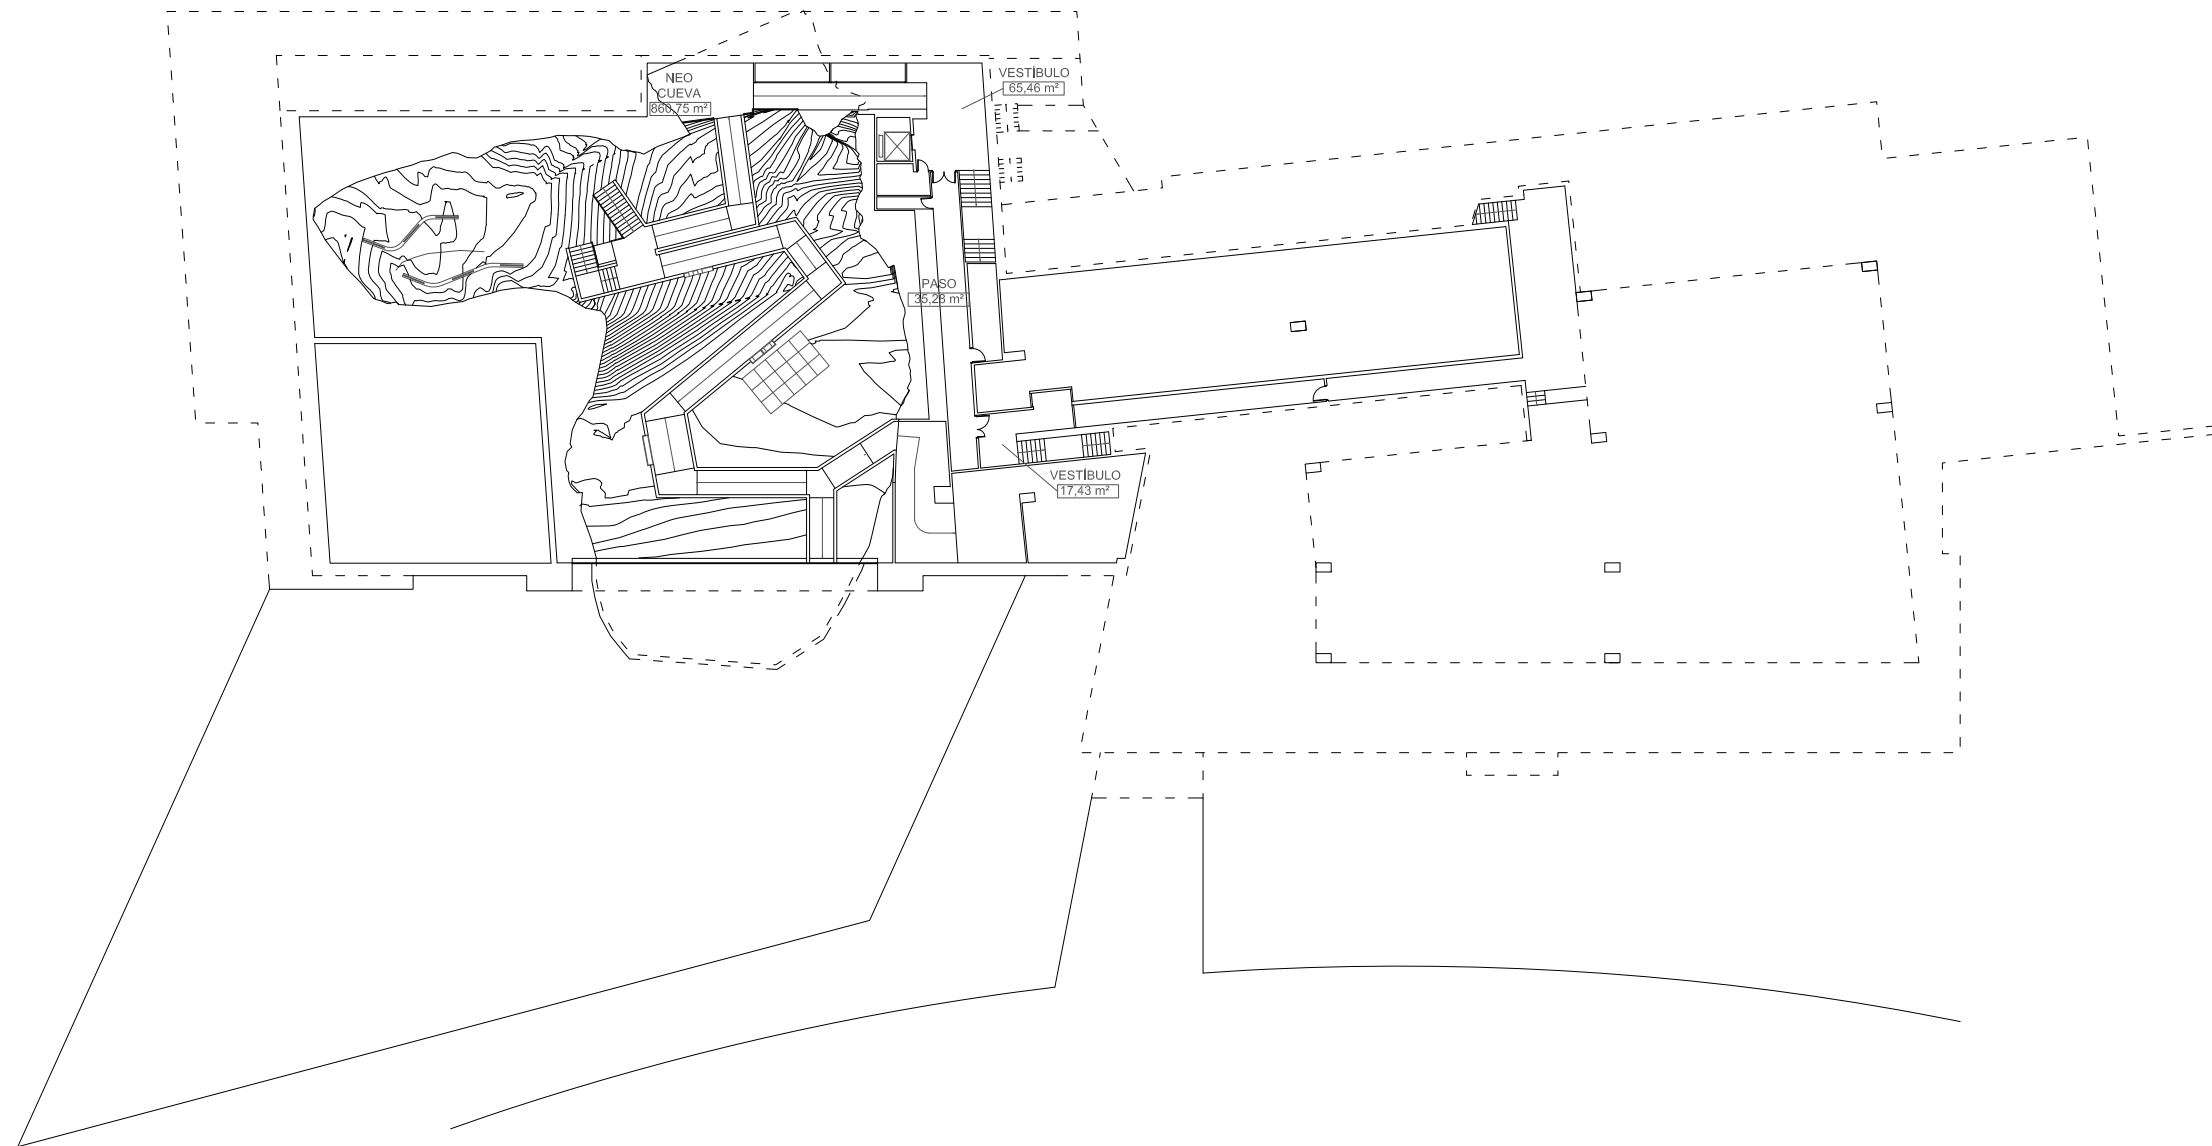 NEO
CUEVA
860,75 m²
VESTÍBULO
65,46 m²
PASO
35,28 m²
VESTÍBULO
17,43 m²